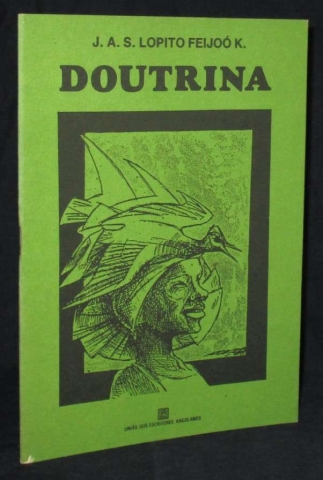 J. A. S. LOPITO FEIJOÓ K.
DOUTRINA
UNIÃO DOS ESCRITORES ANGOLANOS